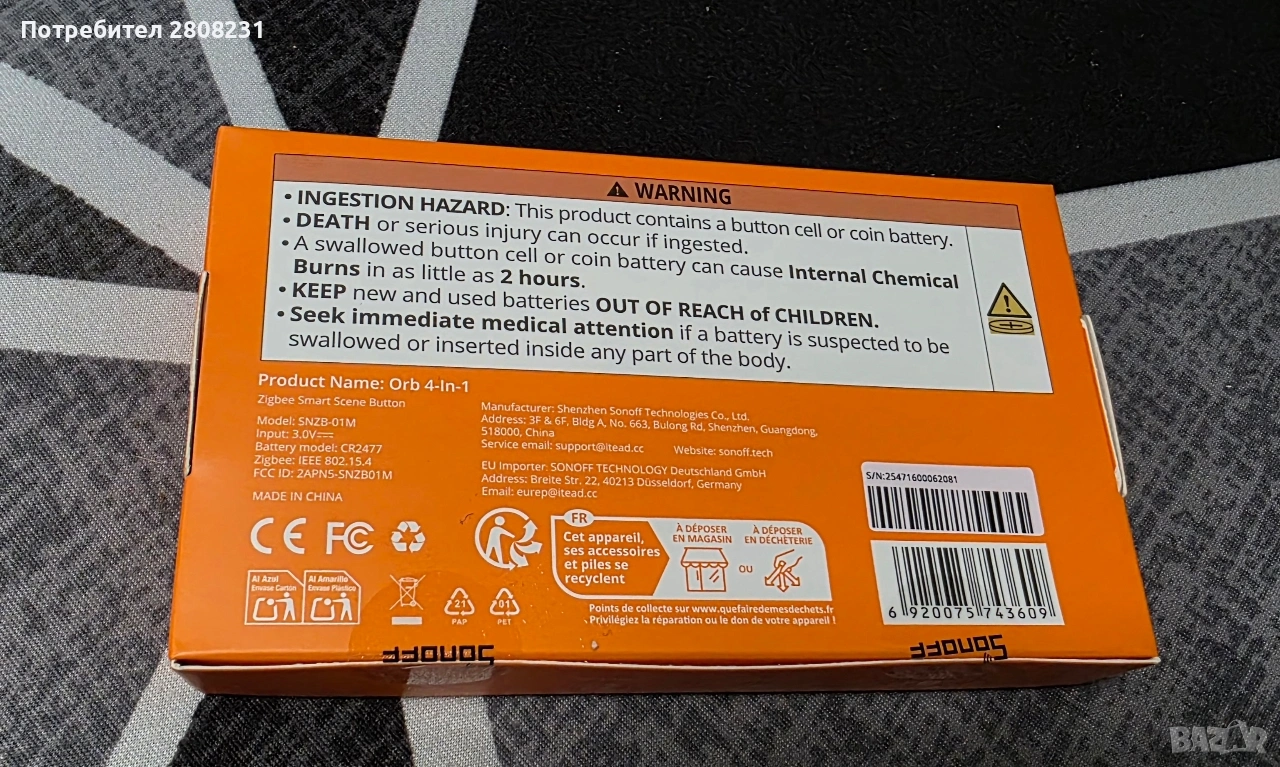 Потребител 2808231
WARNING
• INGESTION HAZARD: This product contains a button cell or coin battery.
• DEATH or serious injury can occur if ingested.
• A swallowed button cell or coin battery can cause Internal Chemical
Burns in as little as 2 hours.
• KEEP new and used batteries OUT OF REACH of CHILDREN.
• Seek immediate medical attention if a battery is suspected to be
swallowed or inserted inside any part of the body.
Product Name: Orb 4-In-1
Zigbee Smart Scene Button
Model: SNZB-01M
Input: 3.0V⎓
Battery model: CR2477
Zigbee: IEEE 802.15.4
FCC ID: 2APN5-SNZB01M
MADE IN CHINA
Manufacturer: Shenzhen Sonoff Technologies Co., Ltd.
Address: 3F & 6F, Bldg A, No. 663, Bulong Rd, Shenzhen, Guangdong,
518000, China
Service email: support@itead.cc Website: sonoff.tech
EU Importer: SONOFF TECHNOLOGY Deutschland GmbH
Address: Breite Str. 22, 40213 Düsseldorf, Germany
Email: eurep@itead.cc
S/N:25471600062081
CE FC
FR
Cet appareil,
ses accessoires
et piles se
recyclent
À DÉPOSER
EN MAGASIN
OU
À DÉPOSER
EN DÉCHÈTERIE
Points de collecte sur www.quefairedemesdechets.fr
Privilégiez la réparation ou le don de votre appareil !
Al Azul
Envase Cartón
Al Amarillo
Envase Plástico
21
PAP
01
PET
6 920075 743609
SONOFF
SONOFF
BAZAR